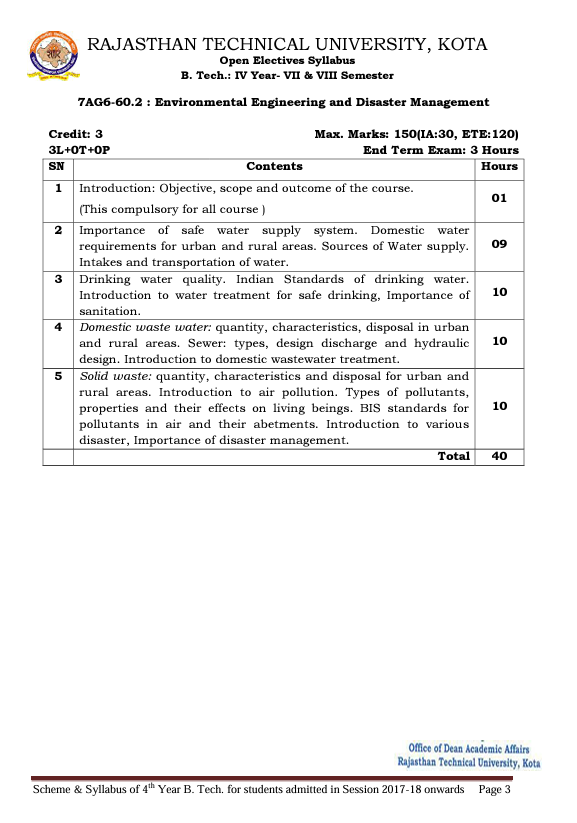 RAJASTHAN TECHNICAL UNIVERSITY, KOTA
Open Electives Syllabus
B. Tech.: IV Year- VII & VIII Semester
7AG6-60.2 : Environmental Engineering and Disaster Management
Credit: 3 Max. Marks: 150(IA:30, ETE:120)
3L+0T+0P End Term Exam: 3 Hours
SN Contents Hours
1 Introduction: Objective, scope and outcome of the course. 01
(This compulsory for all course )
2 Importance of safe water supply system. Domestic water 09
requirements for urban and rural areas. Sources of Water supply.
Intakes and transportation of water.
3 Drinking water quality. Indian Standards of drinking water. 10
Introduction to water treatment for safe drinking, Importance of
sanitation.
4 Domestic waste water: quantity, characteristics, disposal in urban 10
and rural areas. Sewer: types, design discharge and hydraulic
design. Introduction to domestic wastewater treatment.
5 Solid waste: quantity, characteristics and disposal for urban and 10
rural areas. Introduction to air pollution. Types of pollutants,
properties and their effects on living beings. BIS standards for
pollutants in air and their abetments. Introduction to various
disaster, Importance of disaster management.
Total 40
Office of Dean Academic Affairs
Rajasthan Technical University, Kota
Scheme & Syllabus of 4th Year B. Tech. for students admitted in Session 2017-18 onwards Page 3